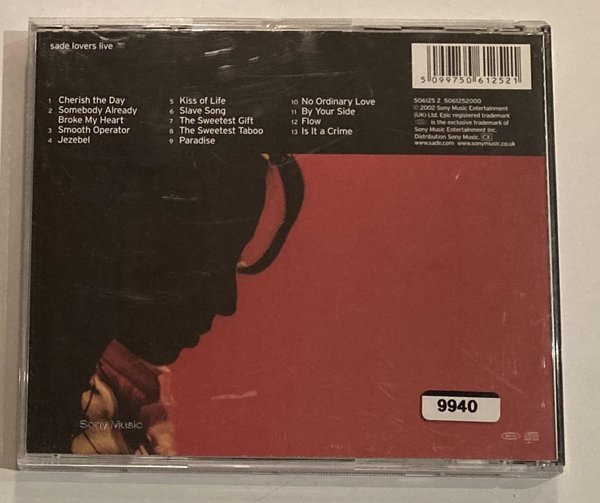 sade lovers live
1 Cherish the Day
2 Somebody Already
Broke My Heart
3 Smooth Operator
4 Jezebel
5 Kiss of Life
6 Slave Song
7 The Sweetest Gift
8 The Sweetest Taboo
9 Paradise
10 No Ordinary Love
11 By Your Side
12 Flow
13 Is It a Crime
5 099750 612521
506125 2 5061252000
© 2002 Sony Music Entertainment
(UK) Ltd. Epic registered trademark
is the exclusive trademark of
Sony Music Entertainment Inc.
Distribution Sony Music. CX
www.sade.com www.sonymusic.co.uk
9940
Sony Music